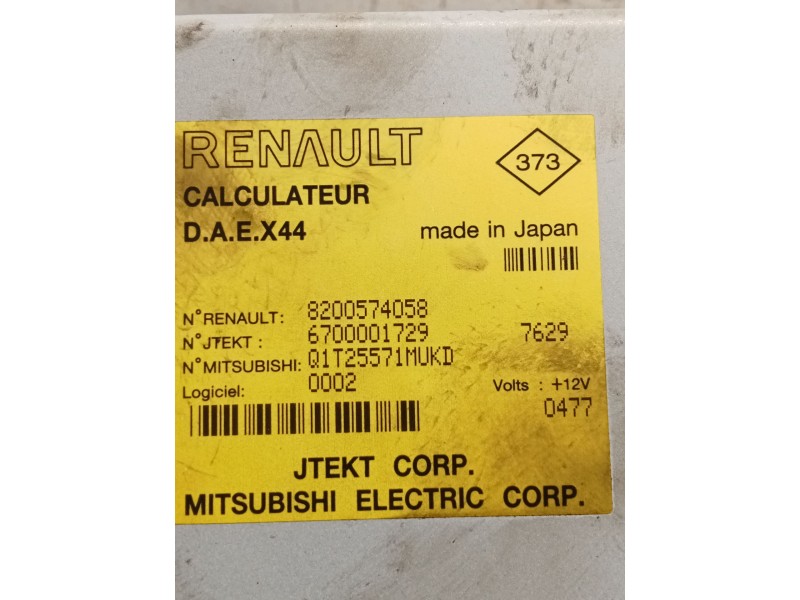 RENAULT
373
CALCULATEUR
D.A.E.X44
made in Japan
N°RENAULT: 8200574058
N°JTEKT : 6700001729 7629
N°MITSUBISHI: Q1T25571MUKD
Logiciel: 0002 Volts : +12V
0477
JTEKT CORP.
MITSUBISHI ELECTRIC CORP.